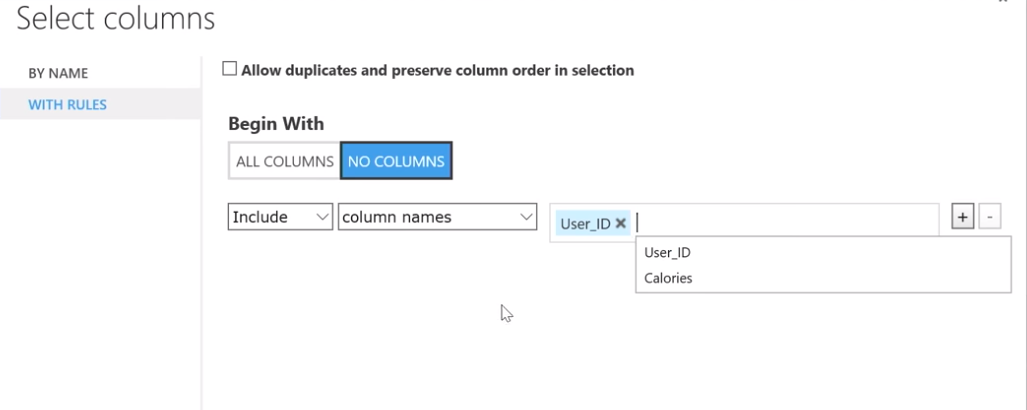 Select columns
BY NAME
WITH RULES
Allow duplicates and preserve column order in selection
Begin With
ALL COLUMNS NO COLUMNS
Include column names User_ID + -
User_ID
Calories